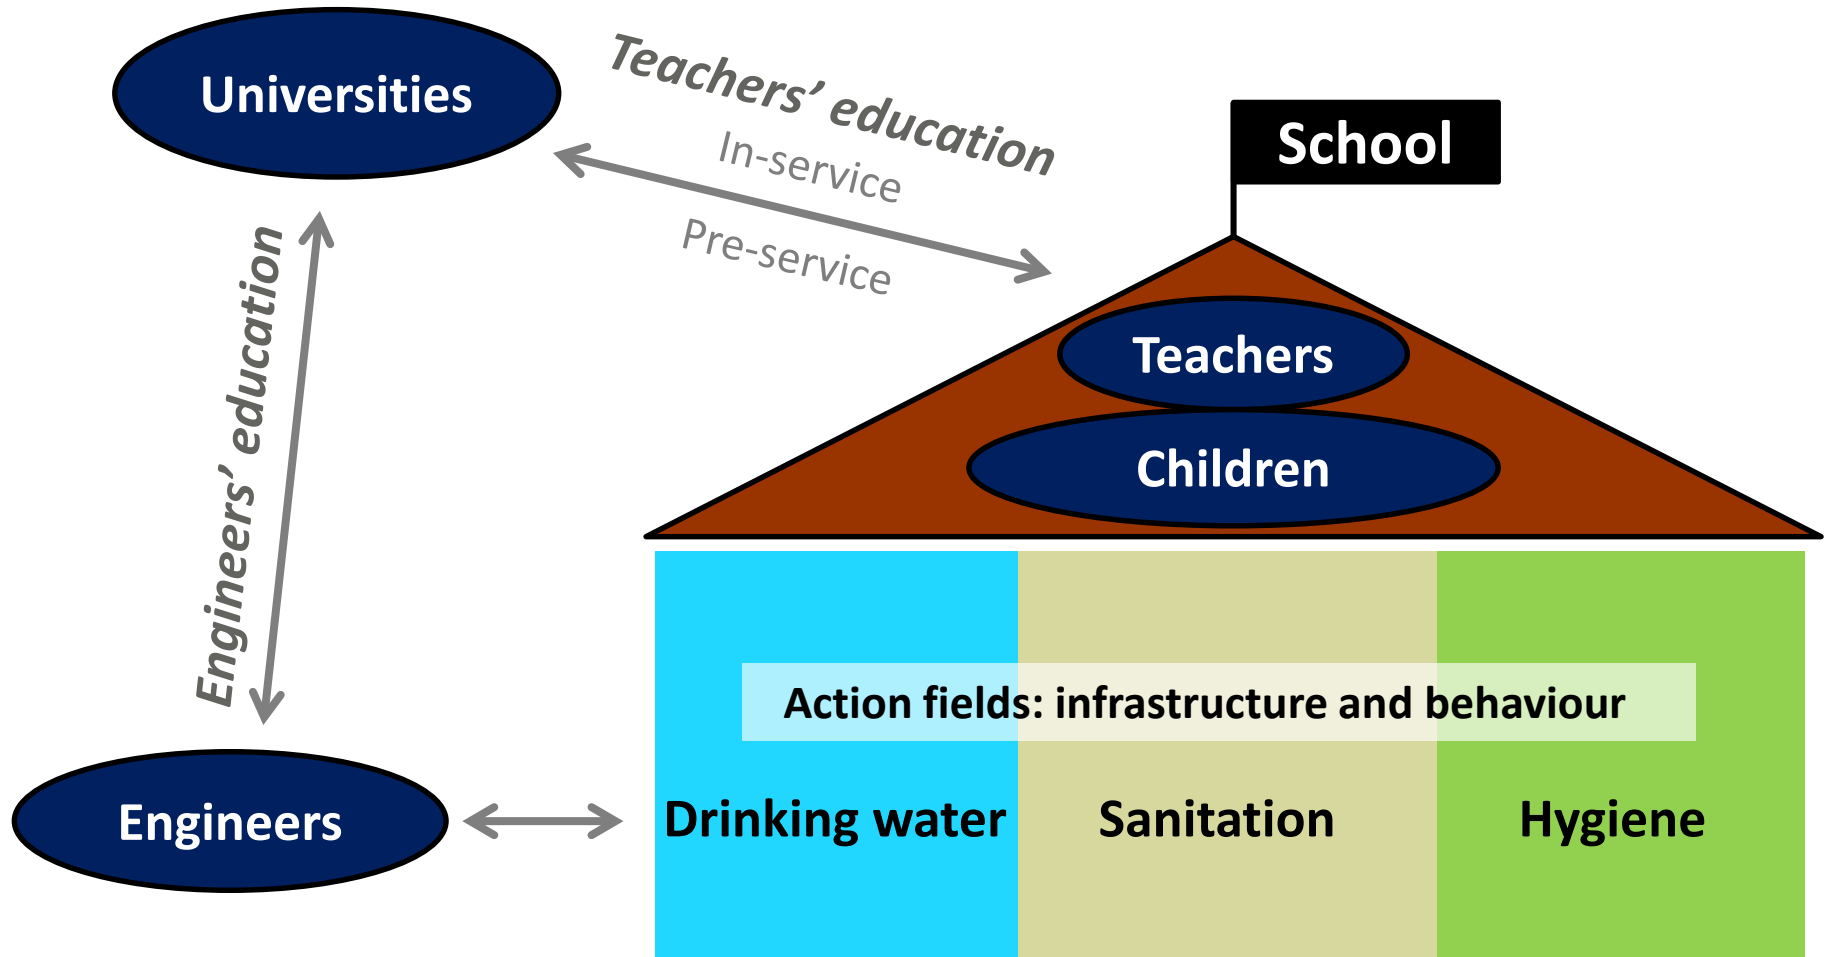 Universities
Teachers’ education
In-service
Pre-service
School
Teachers
Children
Engineers’ education
Action fields: infrastructure and behaviour
Engineers
Drinking water
Sanitation
Hygiene